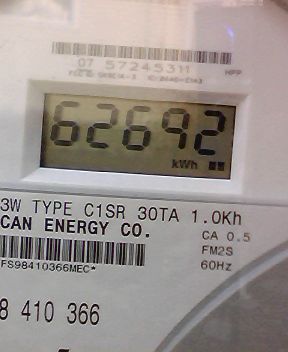 07 57245311
HPP
62692
kWh
3W TYPE C1SR 30TA 1.0Kh
CAN ENERGY CO.
CA 0.5
FM2S
FS98410366MEC*
60Hz
8 410 366